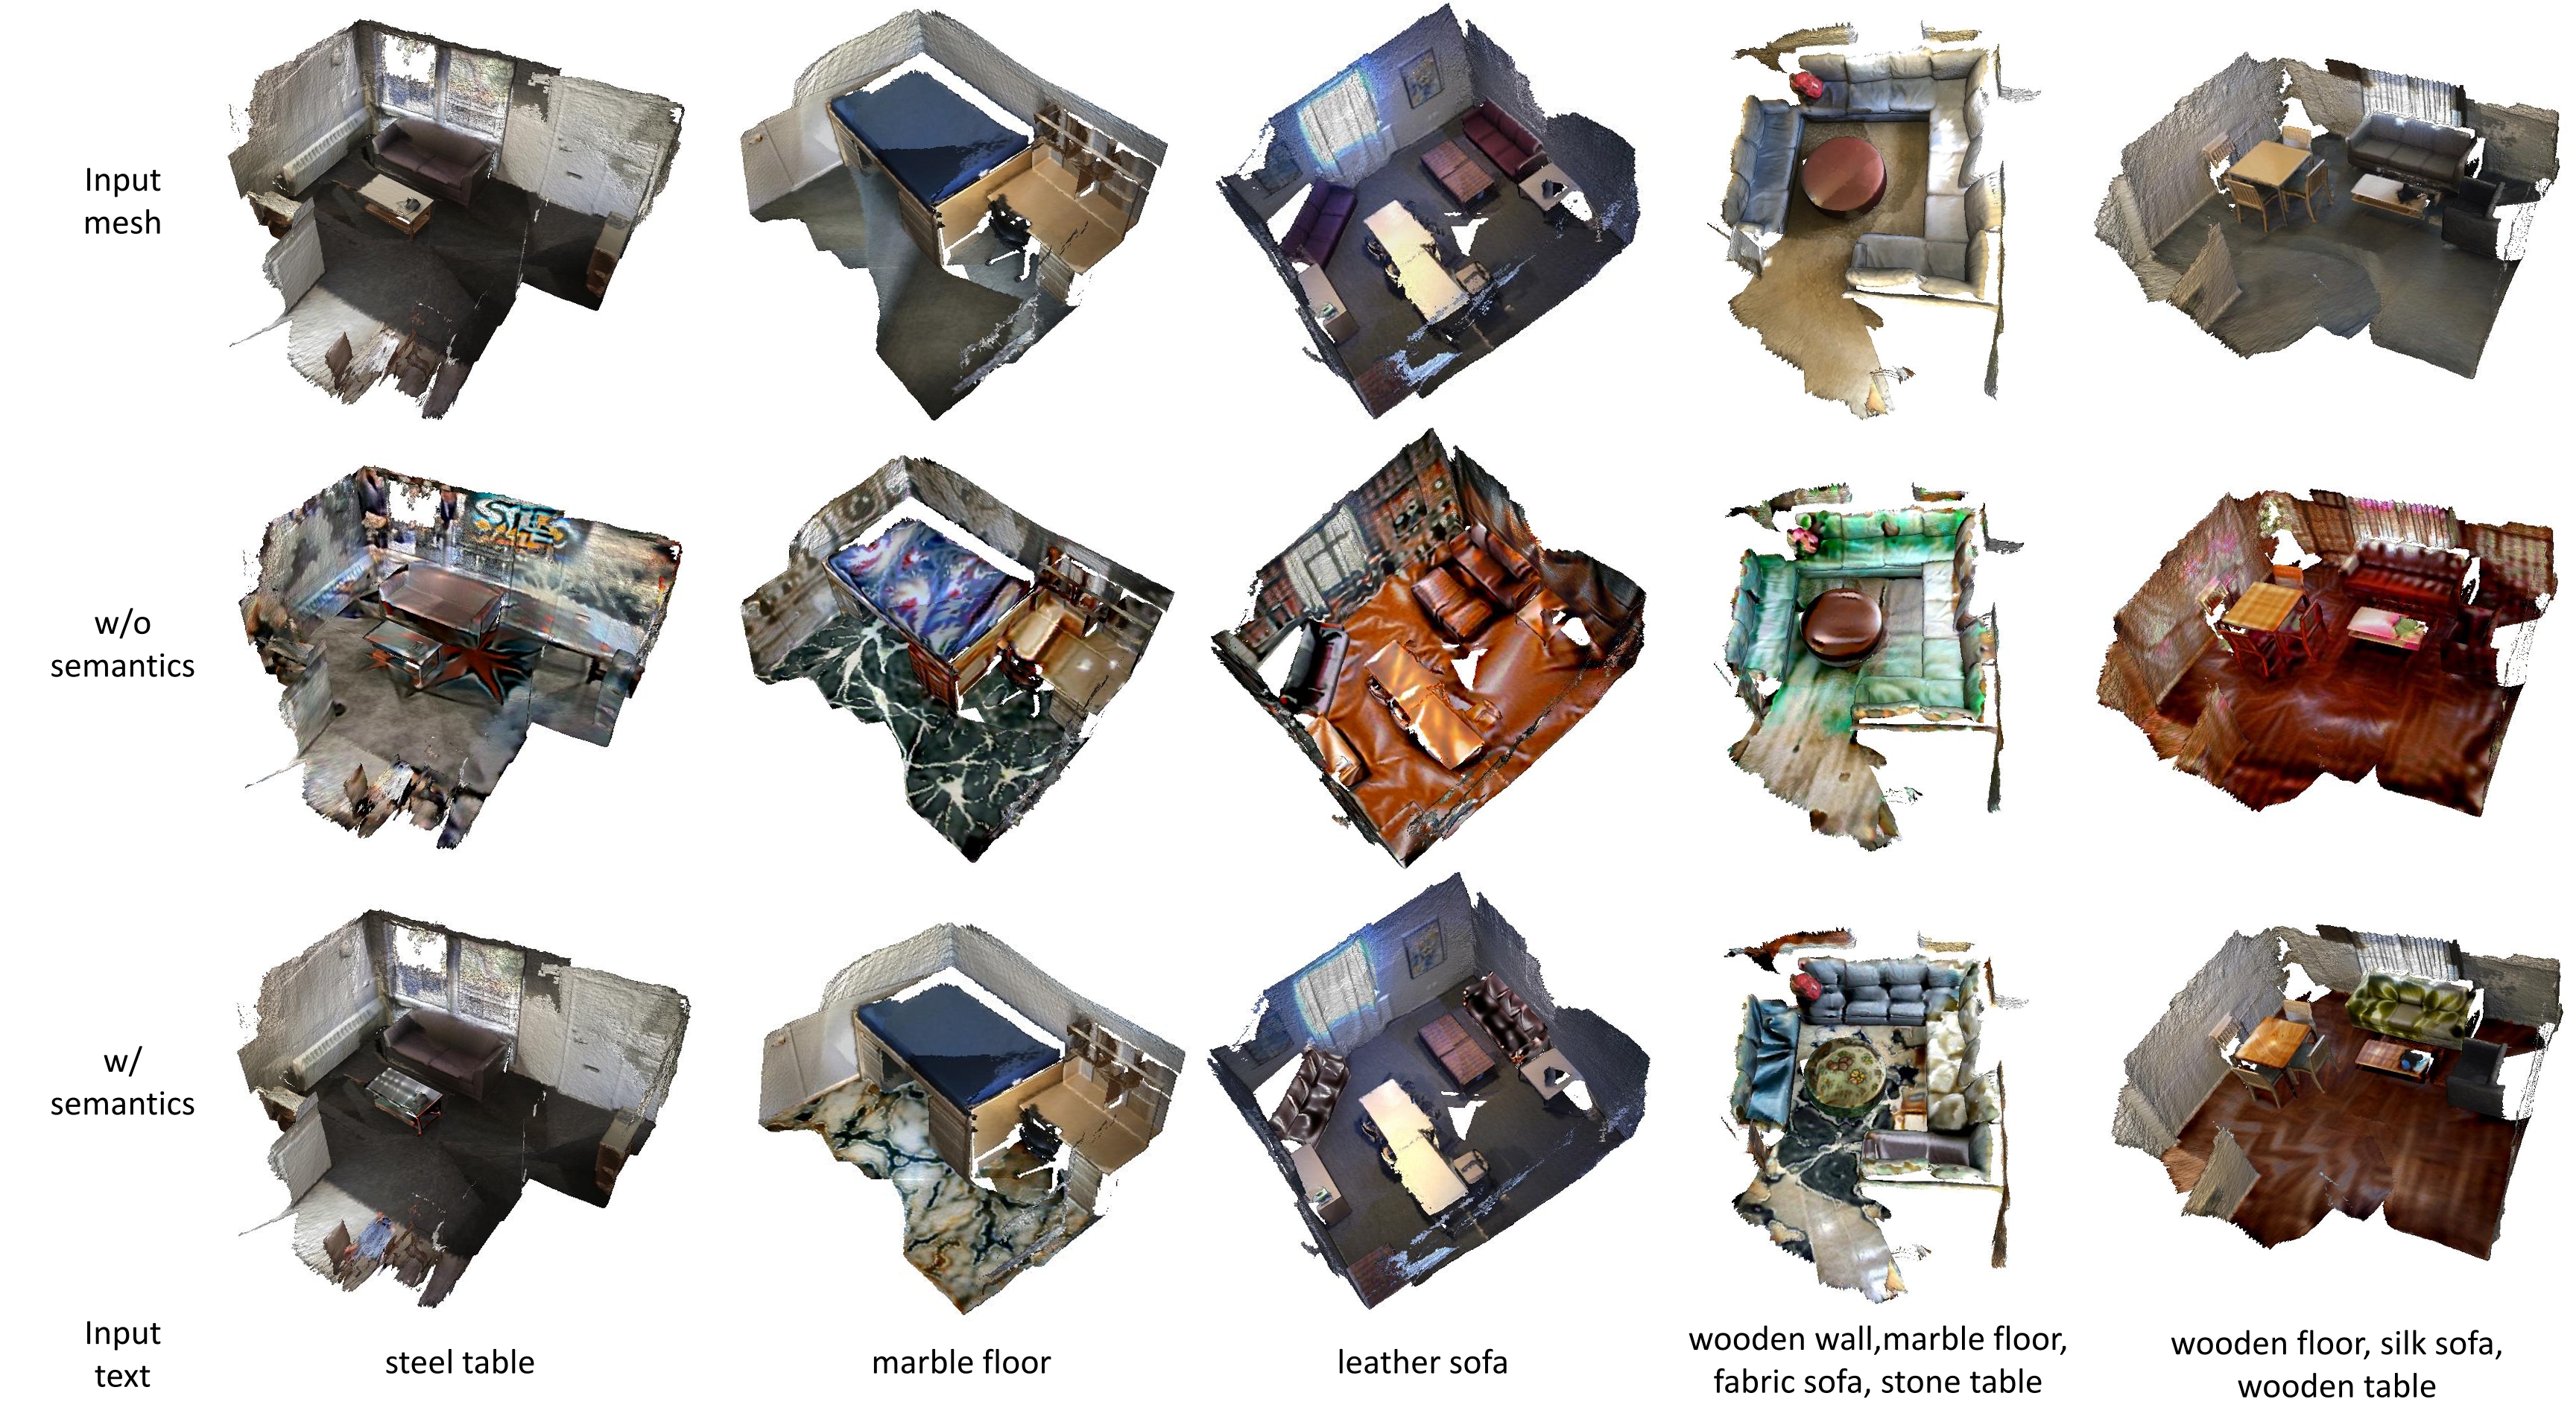 Input
mesh
w/o
semantics
w/
semantics
Input
text
steel table
marble floor
leather sofa
wooden wall,marble floor,
fabric sofa, stone table
wooden floor, silk sofa,
wooden table